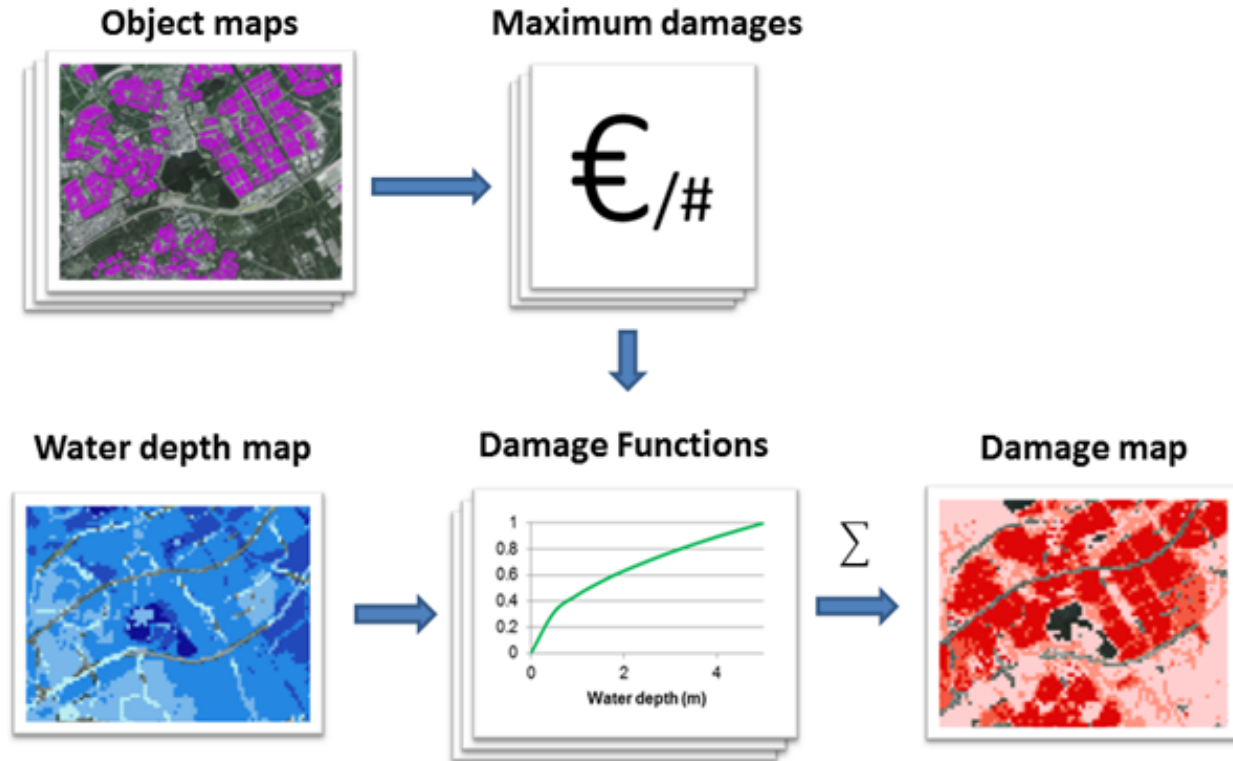 Object maps
Maximum damages
€/#
Water depth map
Damage Functions
Damage map
1
0.8
0.6
0.4
0.2
0
0
2
4
Water depth (m)
∑